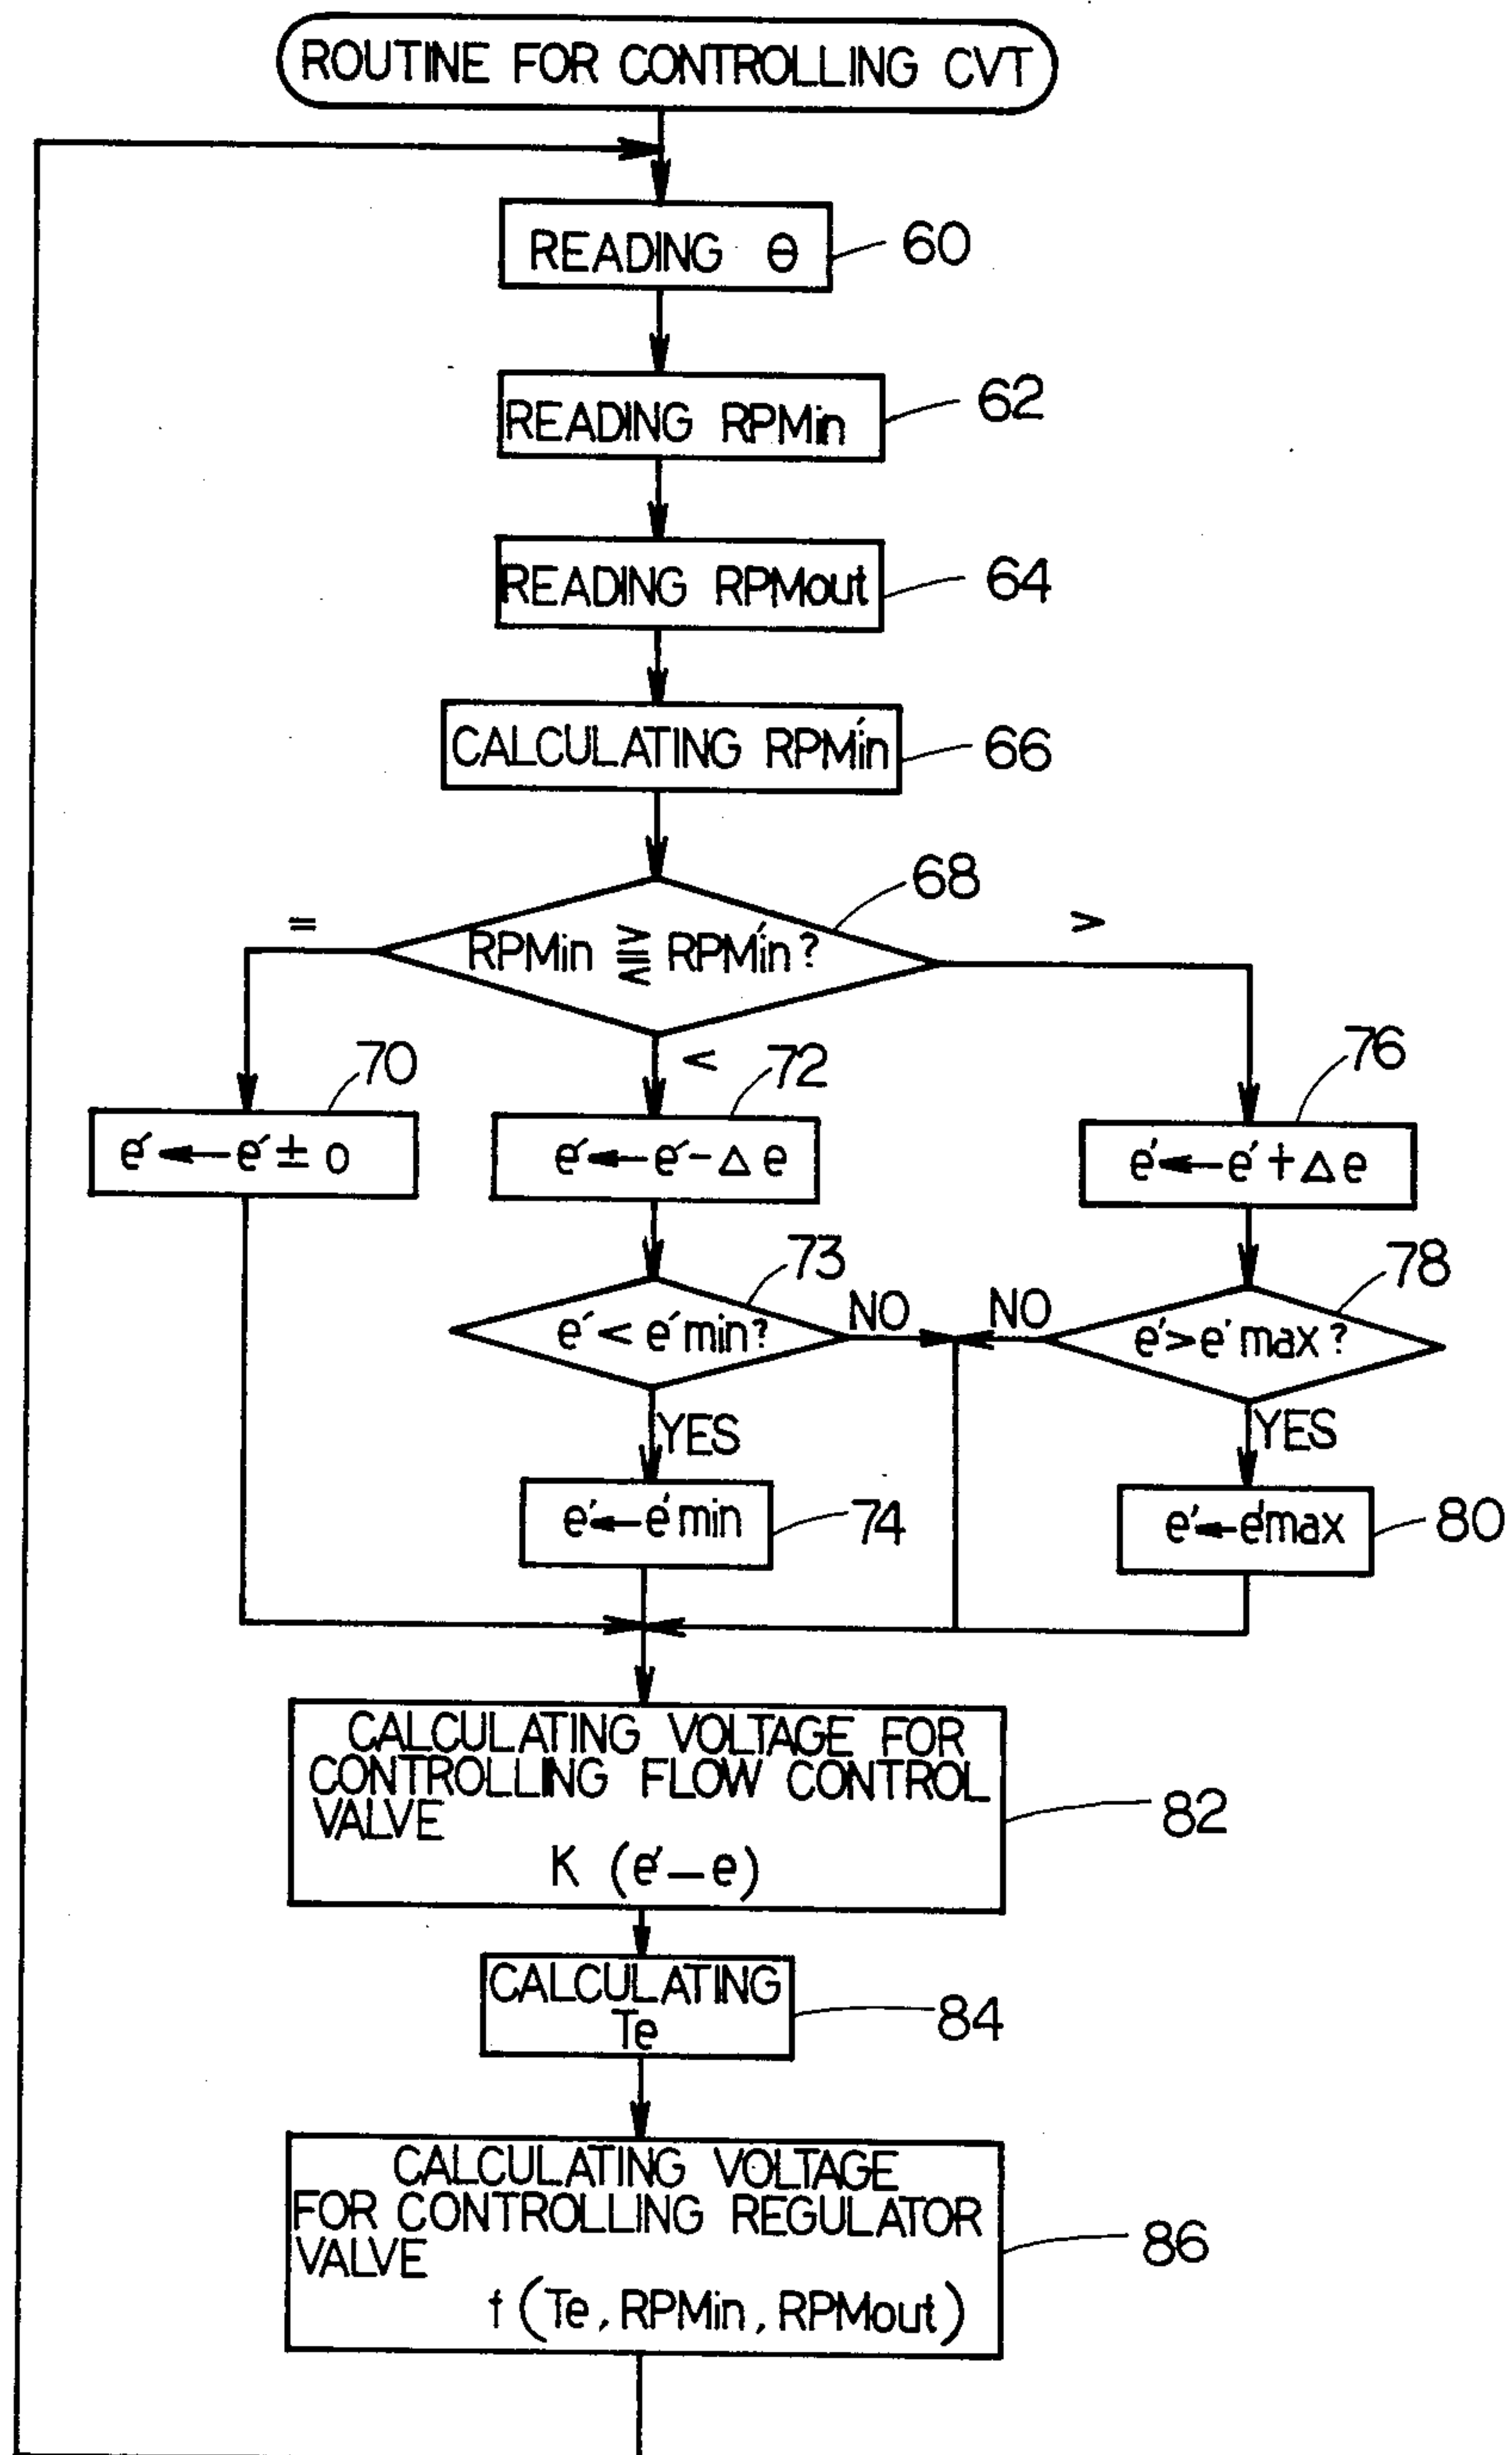 ROUTINE FOR CONTROLLING CVT
READING θ
60
READING RPMin
62
READING RPMout
64
CALCULATING RPM'in
66
68
=
RPMin ⪌ RPM'in?
>
<
70
72
76
e' ← e' ± 0
e' ← e' - Δe
e' ← e' + Δe
73
78
e' < e' min?
NO
NO
e' > e' max?
YES
YES
e' ← e' min
74
e' ← e' max
80
CALCULATING VOLTAGE FOR
CONTROLLING FLOW CONTROL
VALVE
K (e' - e)
82
CALCULATING
Te
84
CALCULATING VOLTAGE
FOR CONTROLLING REGULATOR
VALVE
f (Te, RPMin, RPMout)
86